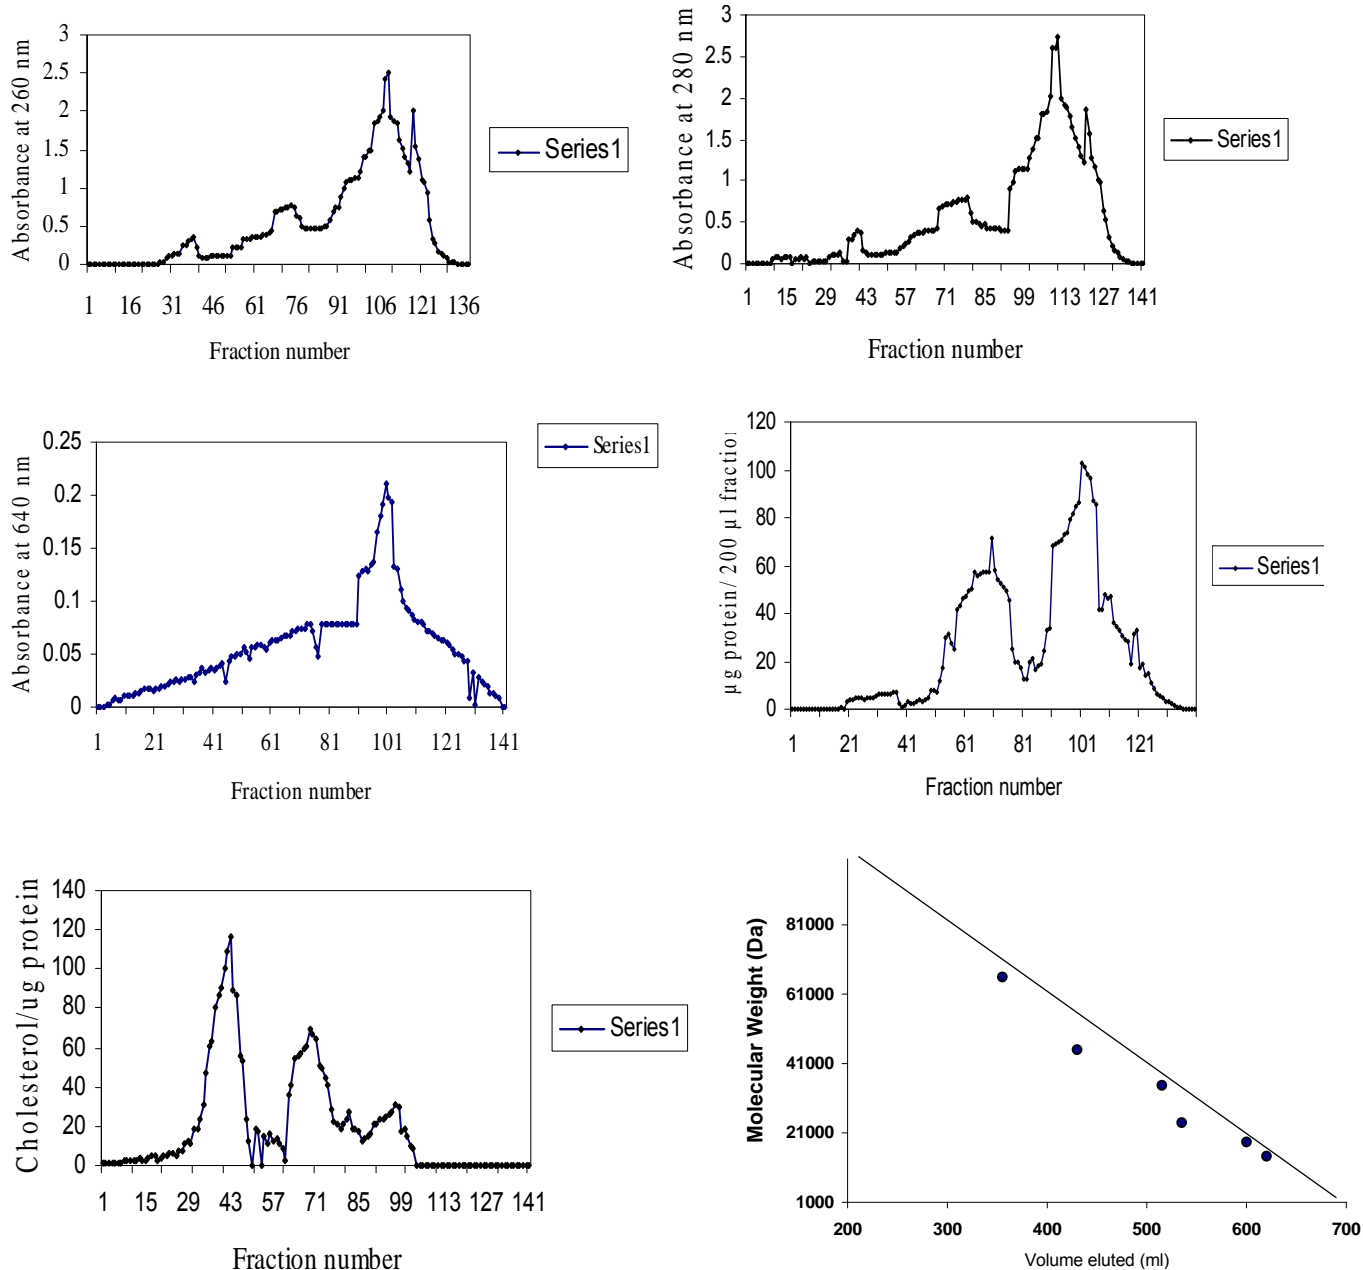 Absorbance at 260 nm
3
2.5
2
1.5
1
0.5
0
1 16 31 46 61 76 91 106 121 136
Fraction number
Series1
Absorbance at 280 nm
3
2.5
2
1.5
1
0.5
0
1 15 29 43 57 71 85 99 113 127 141
Fraction number
Series1
Absorbance at 640 nm
0.25
0.2
0.15
0.1
0.05
0
1 21 41 61 81 101 121 141
Fraction number
Series1
µg protein/ 200 µl fraction
120
100
80
60
40
20
0
1 21 41 61 81 101 121
Fraction number
Series1
Cholesterol/ug protein
140
120
100
80
60
40
20
0
1 15 29 43 57 71 85 99 113 127 141
Fraction number
Series1
Molecular Weight (Da)
81000
61000
41000
21000
1000
200 300 400 500 600 700
Volume eluted (ml)